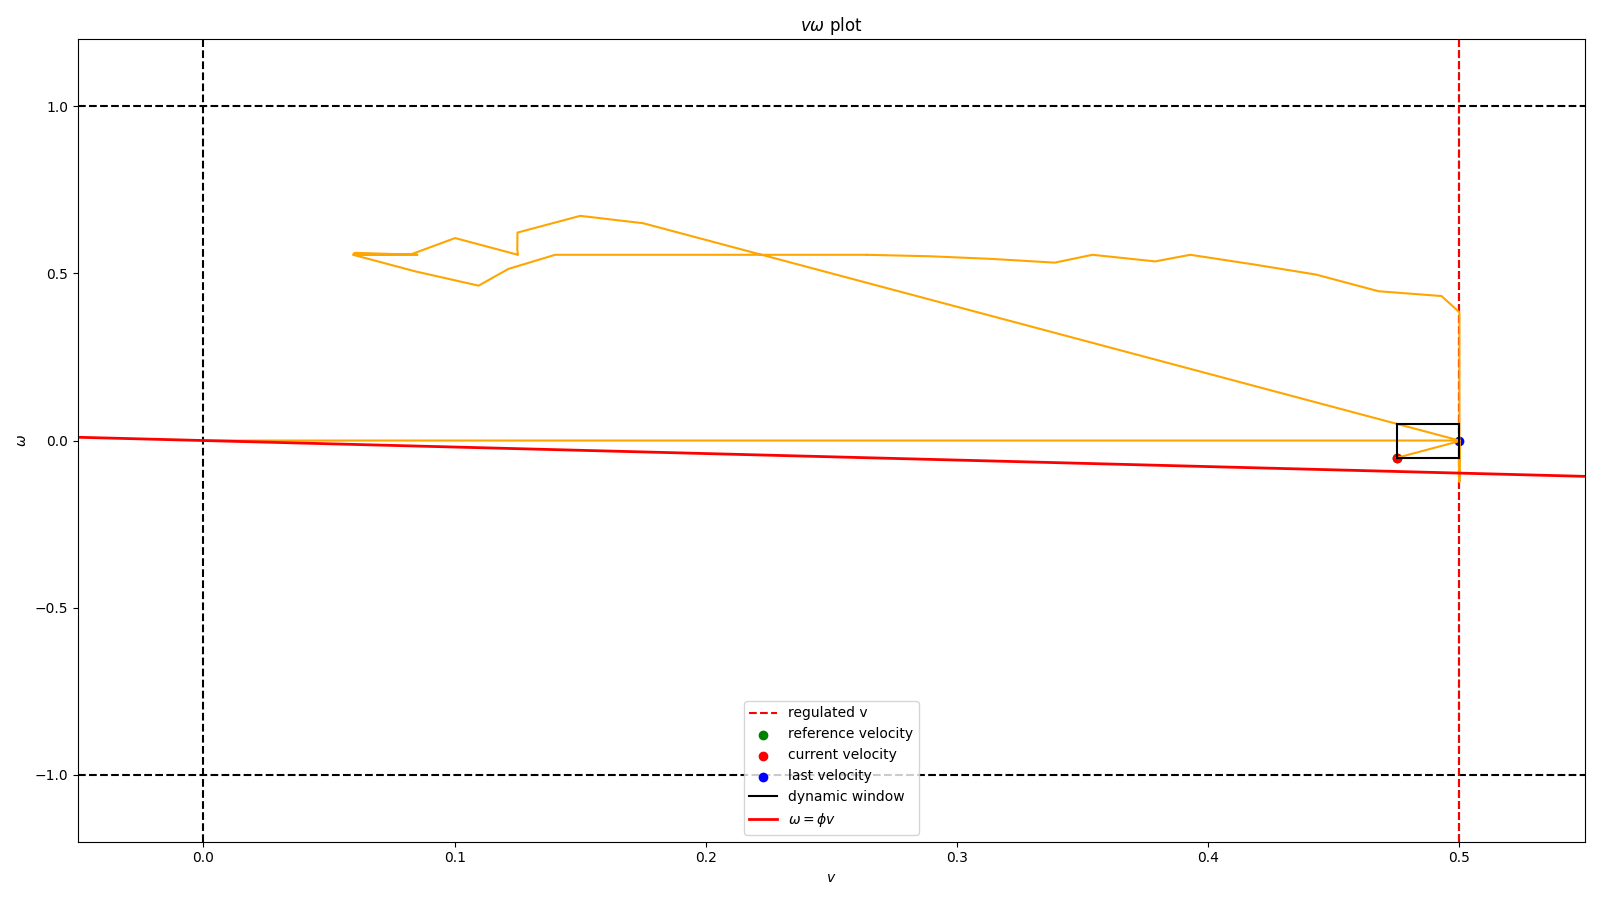 vω plot
1.0
0.5
0.0
−0.5
−1.0
ω
0.0
0.1
0.2
0.3
0.4
0.5
v
regulated v
reference velocity
current velocity
last velocity
dynamic window
ω = ϕv